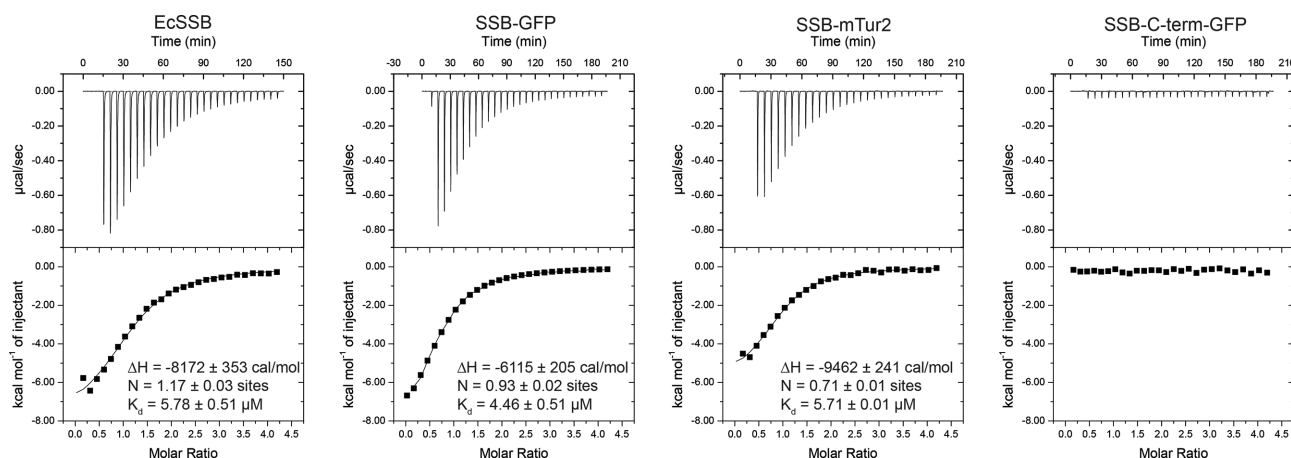 EcSSB
Time (min)
0 30 60 90 120 150
0.00
-0.20
-0.40
-0.60
-0.80
µcal/sec
0.00
-2.00
-4.00
-6.00
-8.00
kcal mol⁻¹ of injectant
ΔH = -8172 ± 353 cal/mol
N = 1.17 ± 0.03 sites
K_d = 5.78 ± 0.51 µM
0.0 0.5 1.0 1.5 2.0 2.5 3.0 3.5 4.0 4.5
Molar Ratio
SSB-GFP
Time (min)
-30 0 30 60 90 120 150 180 210
0.00
-0.20
-0.40
-0.60
-0.80
µcal/sec
0.00
-2.00
-4.00
-6.00
-8.00
kcal mol⁻¹ of injectant
ΔH = -6115 ± 205 cal/mol
N = 0.93 ± 0.02 sites
K_d = 4.46 ± 0.51 µM
0.0 0.5 1.0 1.5 2.0 2.5 3.0 3.5 4.0 4.5
Molar Ratio
SSB-mTur2
Time (min)
0 30 60 90 120 150 180 210
0.00
-0.20
-0.40
-0.60
-0.80
µcal/sec
0.00
-2.00
-4.00
-6.00
-8.00
kcal mol⁻¹ of injectant
ΔH = -9462 ± 241 cal/mol
N = 0.71 ± 0.01 sites
K_d = 5.71 ± 0.01 µM
0.0 0.5 1.0 1.5 2.0 2.5 3.0 3.5 4.0 4.5
Molar Ratio
SSB-C-term-GFP
Time (min)
0 30 60 90 120 150 180
0.00
-0.20
-0.40
-0.60
-0.80
µcal/sec
0.00
-2.00
-4.00
-6.00
-8.00
kcal mol⁻¹ of injectant
0.0 0.5 1.0 1.5 2.0 2.5 3.0 3.5 4.0 4.5
Molar Ratio